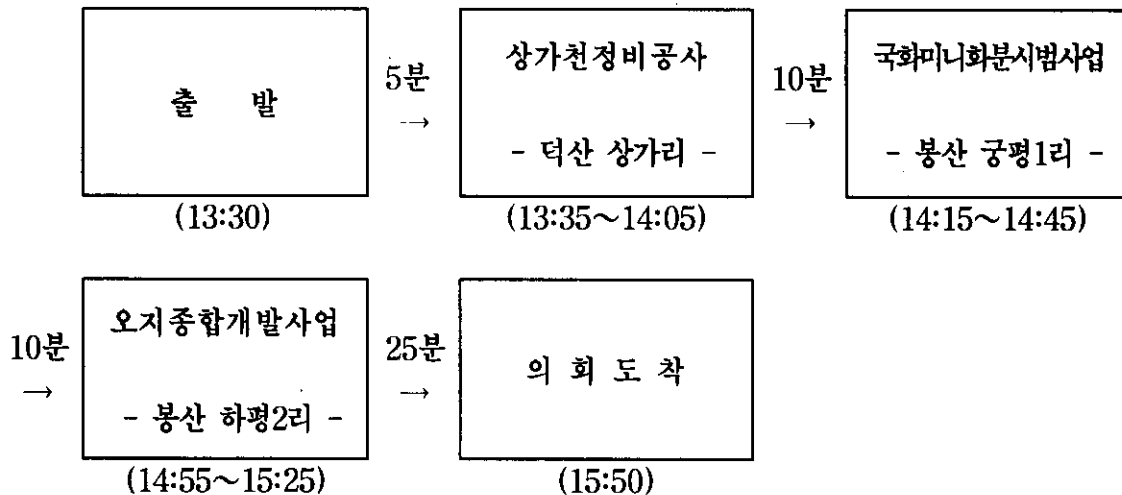 출 발
(13:30)
5분
→
상가천정비공사
- 덕산 상가리 -
(13:35～14:05)
10분
→
국화미니화분시범사업
- 봉산 궁평1리 -
(14:15～14:45)
10분
→
오지종합개발사업
- 봉산 하평2리 -
(14:55～15:25)
25분
→
의 회 도 착
(15:50)